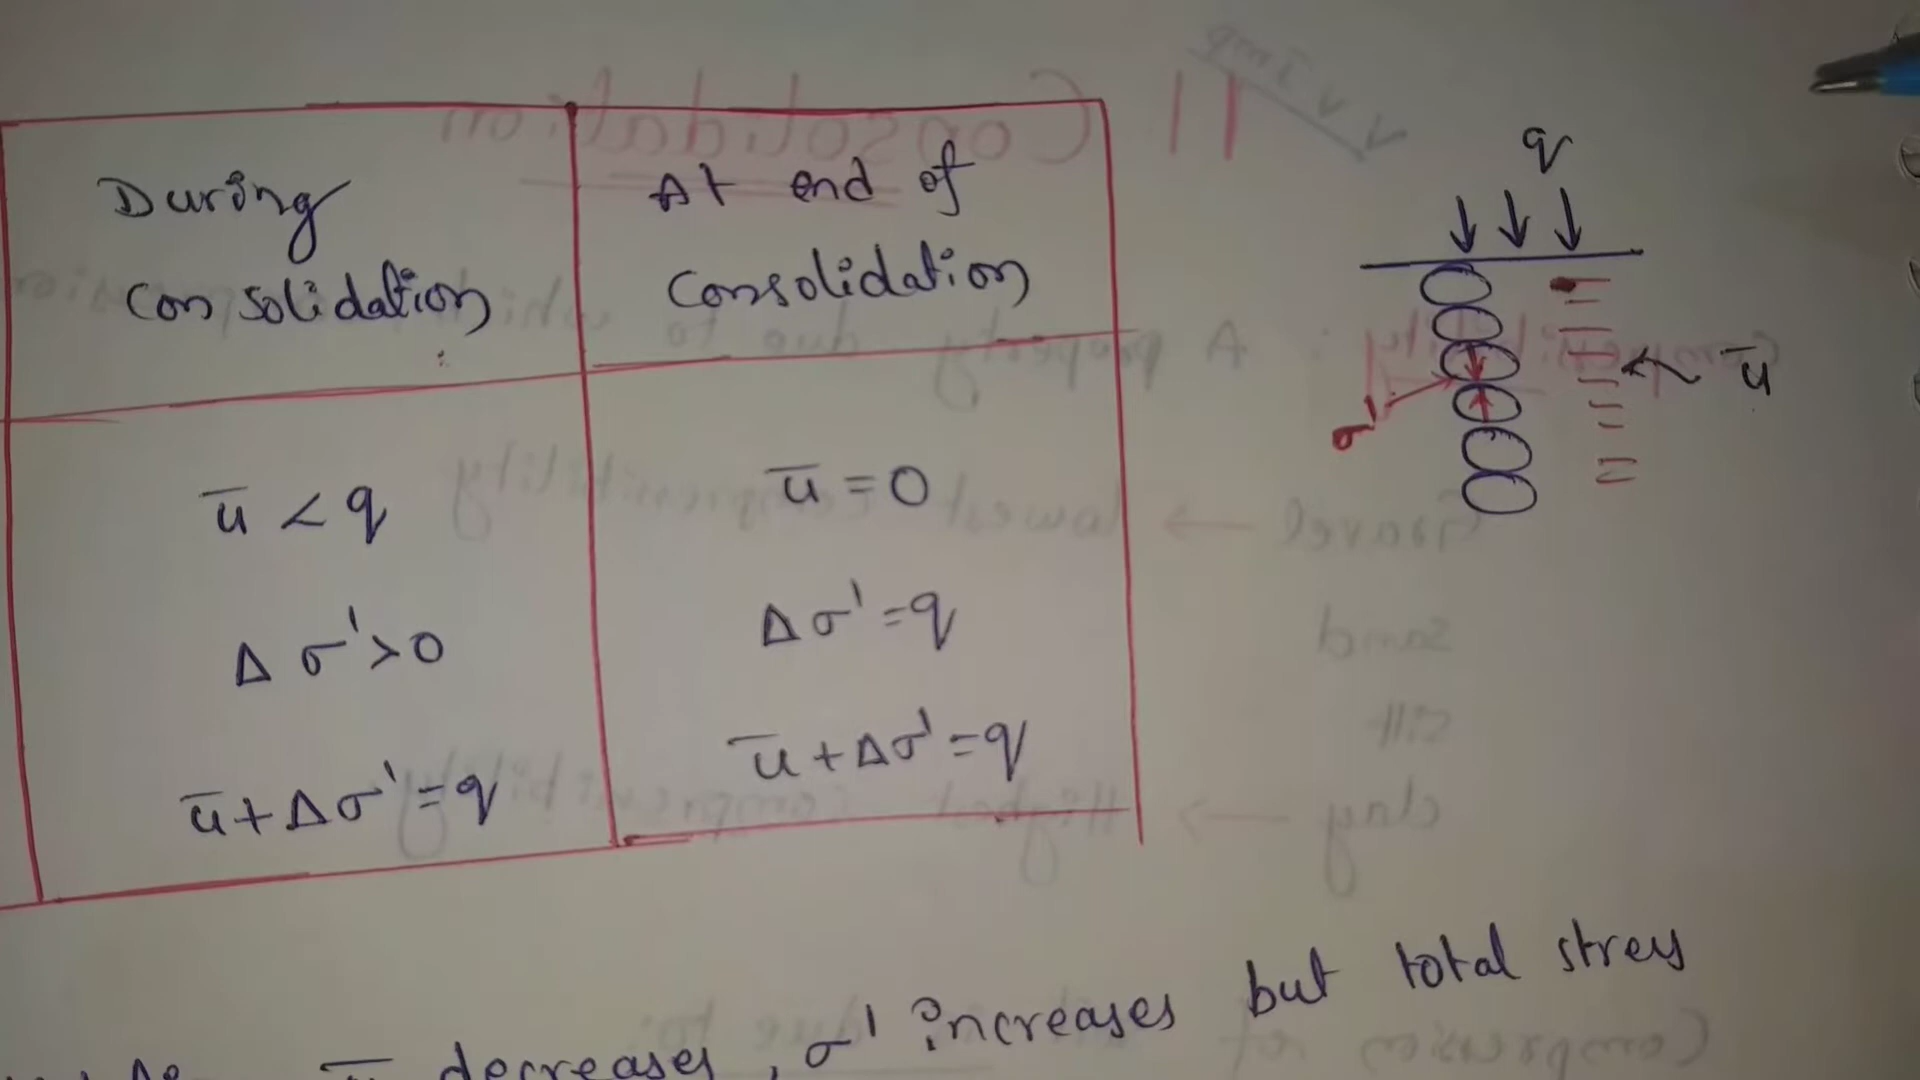 During
consolidation
At end of
consolidation
ū < q
Δσ' > 0
ū + Δσ' = q
ū = 0
Δσ' = q
ū + Δσ' = q
q
σ'
ū
ū decreases, σ' increases but total stress